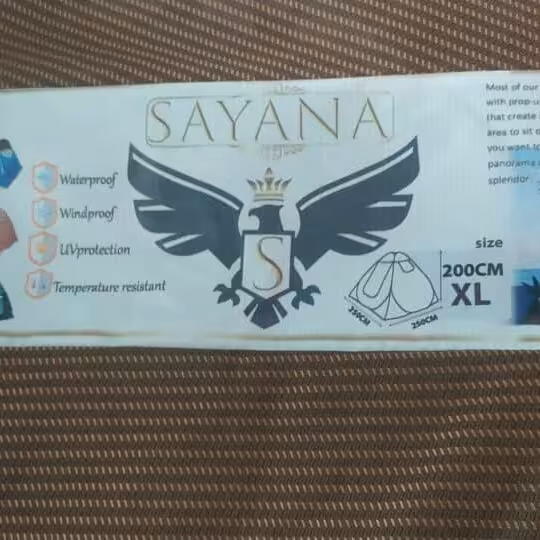 SAYANA
Waterproof
Windproof
UVprotection
Temperature resistant
S
Most of our
with prop-u
that create
area to sit o
you want to
panorama
splendor
size
200CM
XL
250CM
250CM